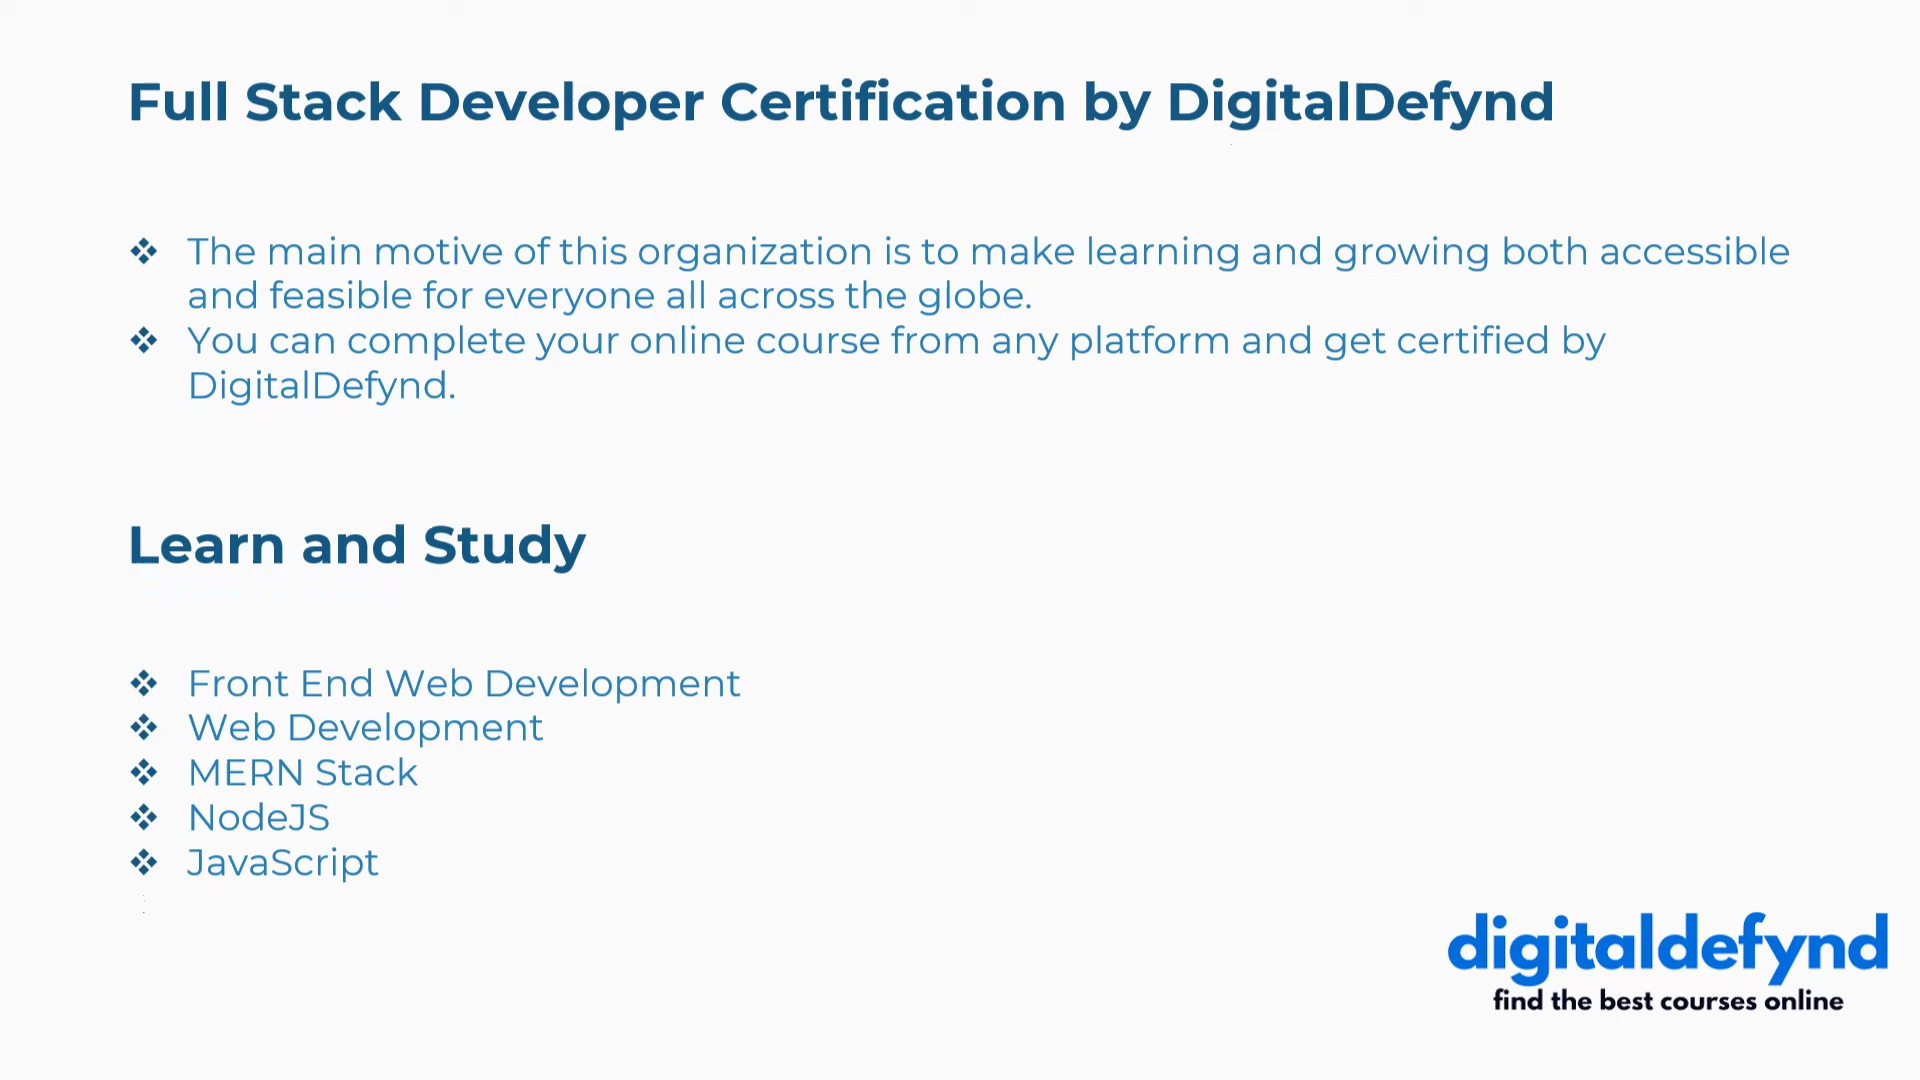 Full Stack Developer Certification by DigitalDefynd
❖ The main motive of this organization is to make learning and growing both accessible
and feasible for everyone all across the globe.
❖ You can complete your online course from any platform and get certified by
DigitalDefynd.
Learn and Study
❖ Front End Web Development
❖ Web Development
❖ MERN Stack
❖ NodeJS
❖ JavaScript
digitaldefynd
find the best courses online